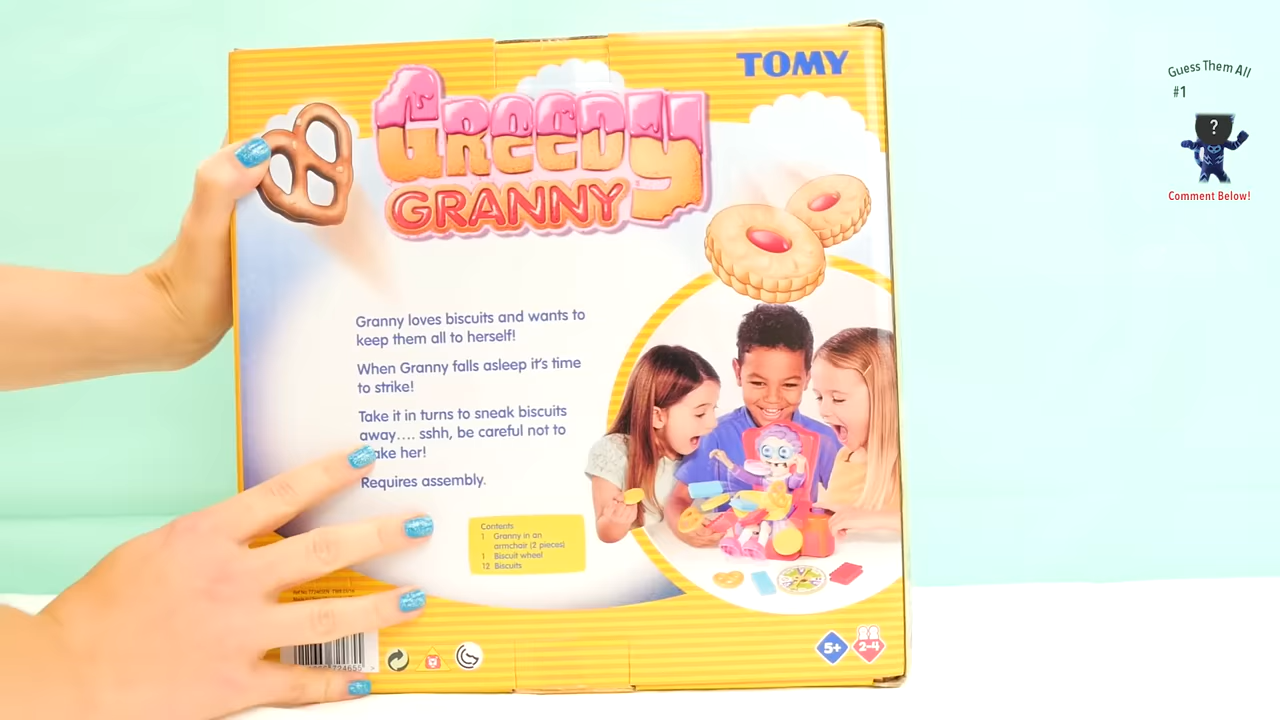 TOMY
GREEDY
GRANNY
Granny loves biscuits and wants to
keep them all to herself!
When Granny falls asleep it's time
to strike!
Take it in turns to sneak biscuits
away.... sshh, be careful not to
ake her!
Requires assembly.
Contents
1 Granny in an
armchair (2 pieces)
1 Biscuit wheel
12 Biscuits
5+
2-4
Guess Them All
#1
?
Comment Below!